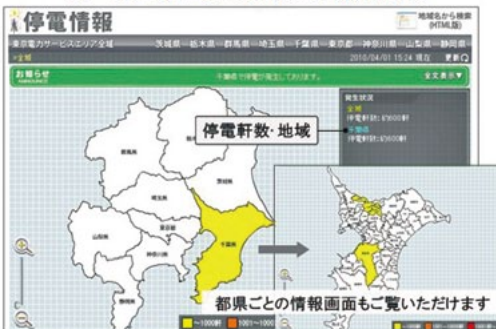 停電情報
地域名から検索
(HTML版)
東京電力サービスエリア全域
茨城県 栃木県 群馬県 埼玉県 千葉県 東京都 神奈川県 山梨県 静岡県
>全域
2010/04/01 15:24 現在 更新
お知らせ
千葉県で停電が発生しております。
全文表示▼
発生状況
全域
停電軒数:約600軒
千葉県
停電軒数:約600軒
停電軒数・地域
群馬県
茨城県
埼玉県
東京都
山梨県
神奈川県
千葉県
静岡県
都県ごとの情報画面もご覧いただけます
~1000軒
1001~1000